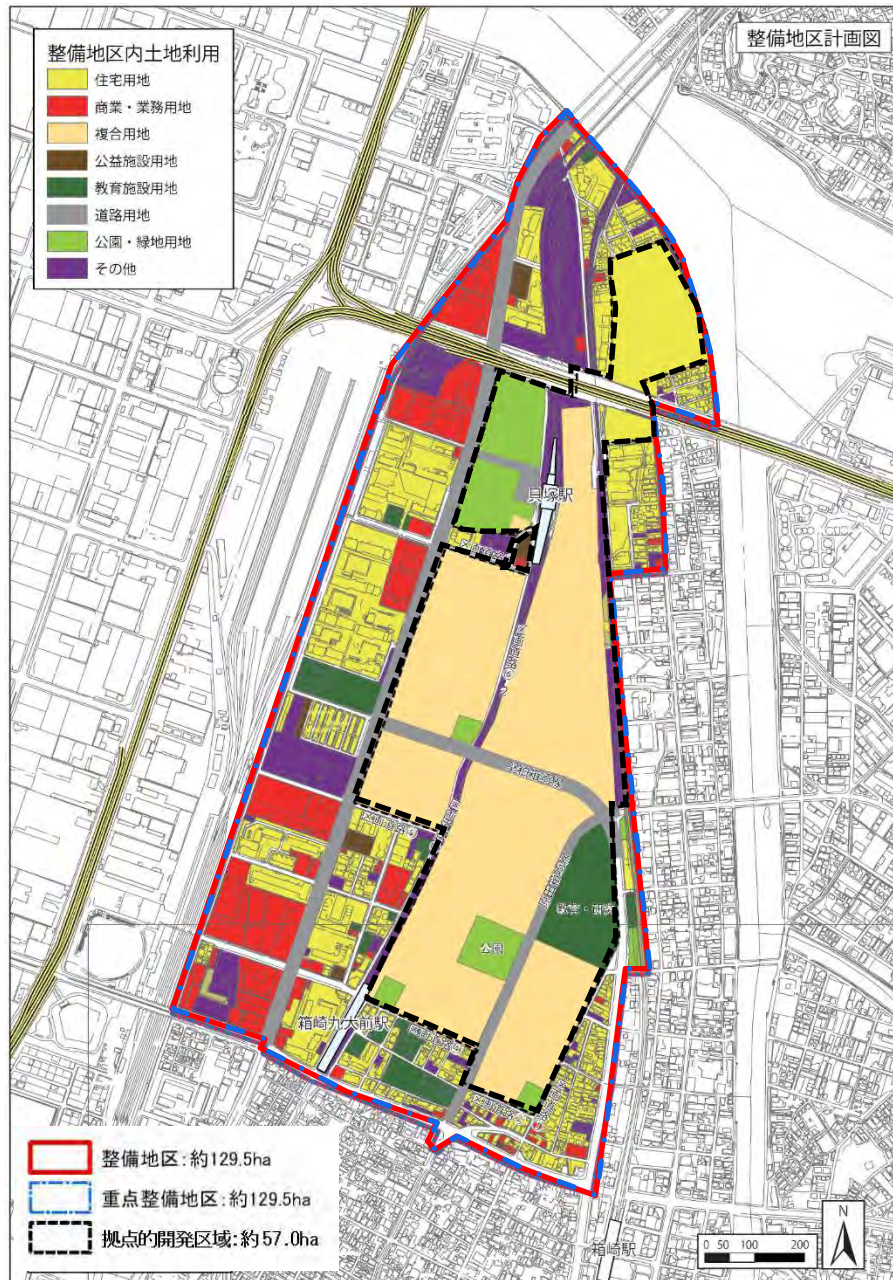 整備地区計画図
整備地区内土地利用
住宅用地
商業・業務用地
複合用地
公益施設用地
教育施設用地
道路用地
公園・緑地用地
その他
貝塚駅
教育・研究
公園
箱崎九大前駅
整備地区:約129.5ha
重点整備地区:約129.5ha
拠点的開発区域:約57.0ha
箱崎駅
N
0 50 100 200